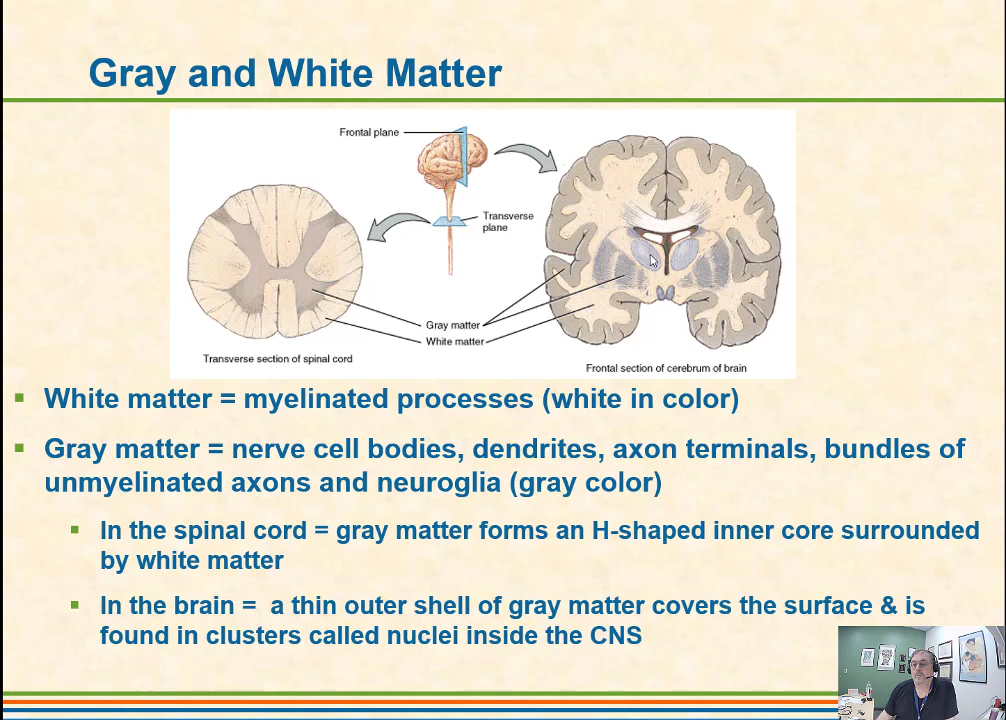 Gray and White Matter
Frontal plane
Transverse
plane
Gray matter
White matter
Transverse section of spinal cord
Frontal section of cerebrum of brain
White matter = myelinated processes (white in color)
Gray matter = nerve cell bodies, dendrites, axon terminals, bundles of
unmyelinated axons and neuroglia (gray color)
In the spinal cord = gray matter forms an H-shaped inner core surrounded
by white matter
In the brain = a thin outer shell of gray matter covers the surface & is
found in clusters called nuclei inside the CNS